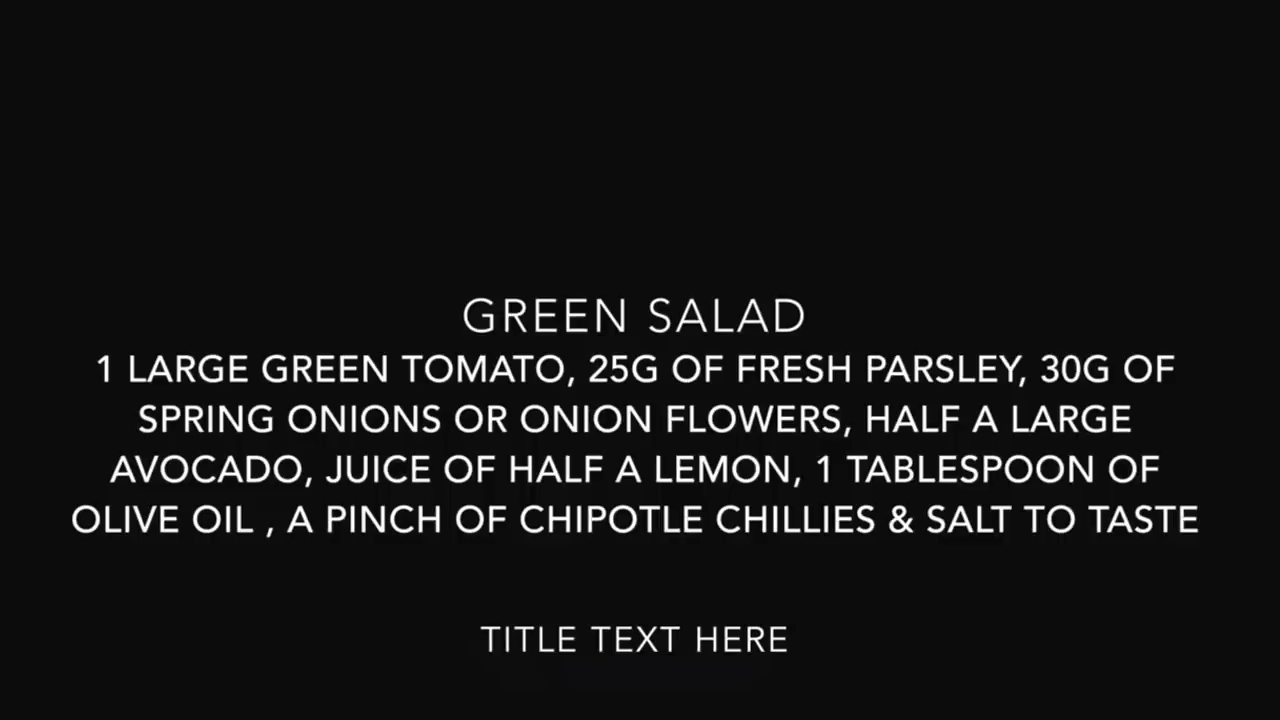 GREEN SALAD
1 LARGE GREEN TOMATO, 25G OF FRESH PARSLEY, 30G OF
SPRING ONIONS OR ONION FLOWERS, HALF A LARGE
AVOCADO, JUICE OF HALF A LEMON, 1 TABLESPOON OF
OLIVE OIL , A PINCH OF CHIPOTLE CHILLIES & SALT TO TASTE
TITLE TEXT HERE